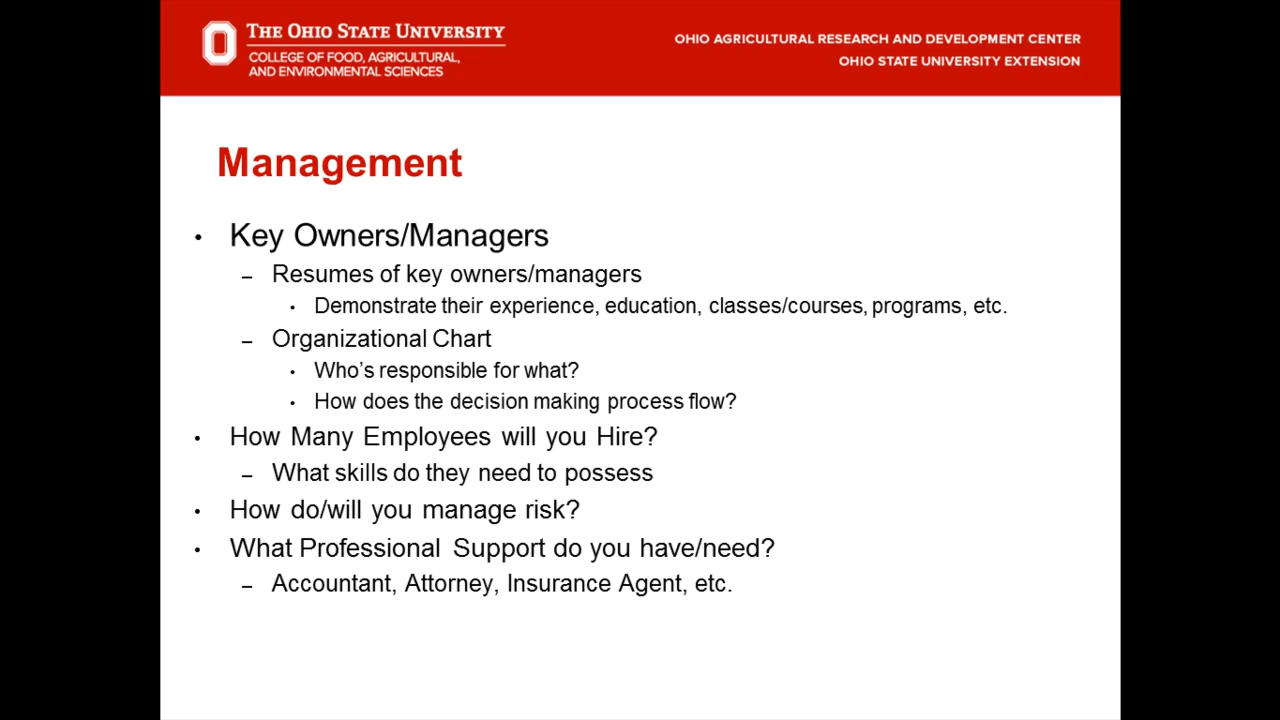 THE OHIO STATE UNIVERSITY
COLLEGE OF FOOD, AGRICULTURAL,
AND ENVIRONMENTAL SCIENCES
OHIO AGRICULTURAL RESEARCH AND DEVELOPMENT CENTER
OHIO STATE UNIVERSITY EXTENSION
Management
• Key Owners/Managers
– Resumes of key owners/managers
• Demonstrate their experience, education, classes/courses, programs, etc.
– Organizational Chart
• Who’s responsible for what?
• How does the decision making process flow?
• How Many Employees will you Hire?
– What skills do they need to possess
• How do/will you manage risk?
• What Professional Support do you have/need?
– Accountant, Attorney, Insurance Agent, etc.